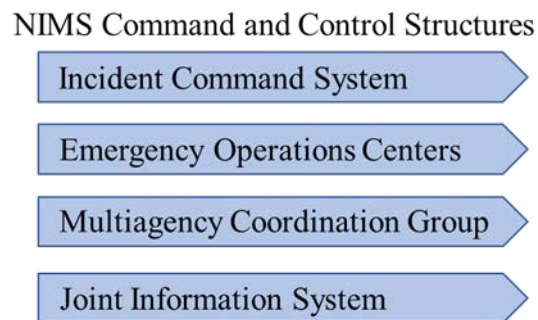 NIMS Command and Control Structures
Incident Command System
Emergency Operations Centers
Multiagency Coordination Group
Joint Information System